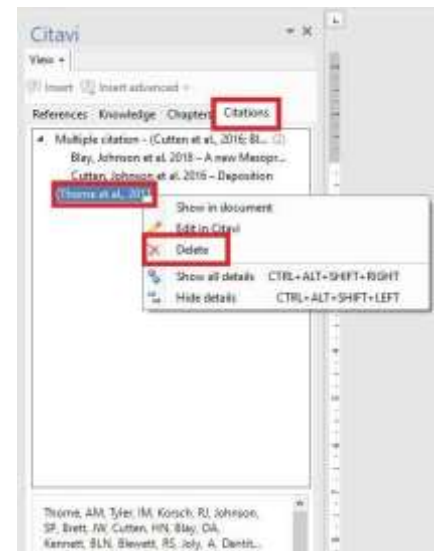 Citavi
View
Insert Insert advanced
References Knowledge Chapters Citations
Multiple citation - (Cutten et al., 2016; Bl... (2)
Blay, Johnson et al. 2018 – A new Mesopr...
Cutten, Johnson et al. 2016 – Deposition
(Thorne et al., 201
Show in document
Edit in Citavi
Delete
Show all details CTRL+ALT+SHIFT+RIGHT
Hide details CTRL+ALT+SHIFT+LEFT
Thorne, AM, Tyler, IM, Korsch, RJ, Johnson,
SP, Brett, JW, Cutten, HN, Blay, OA,
Kennett, BLN, Blewett, RS, Joly, A, Dentit...